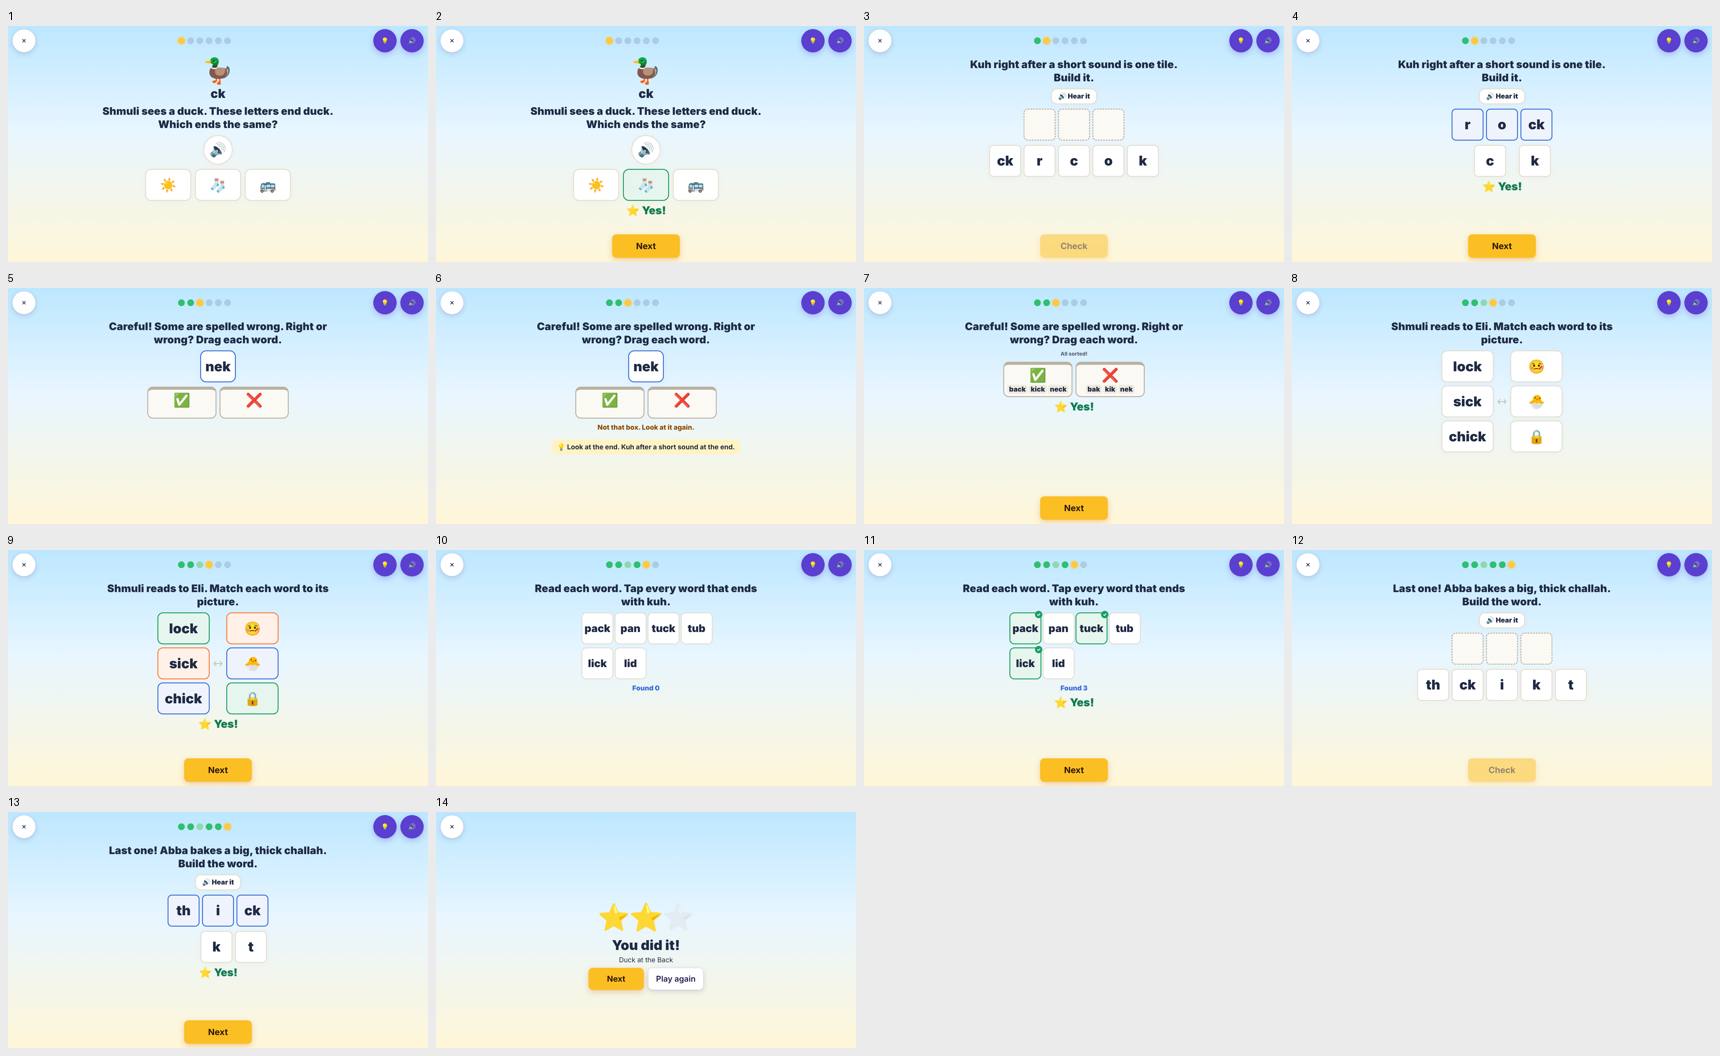 1
ck
Shmuli sees a duck. These letters end duck.
Which ends the same?
2
ck
Shmuli sees a duck. These letters end duck.
Which ends the same?
Yes!
Next
3
Kuh right after a short sound is one tile.
Build it.
Hear it
ck r c o k
Check
4
Kuh right after a short sound is one tile.
Build it.
Hear it
r o ck
c k
Yes!
Next
5
Careful! Some are spelled wrong. Right or
wrong? Drag each word.
nek
6
Careful! Some are spelled wrong. Right or
wrong? Drag each word.
nek
Not that box. Look at it again.
Look at the end. Kuh after a short sound at the end.
7
Careful! Some are spelled wrong. Right or
wrong? Drag each word.
All sorted!
back kick neck
bak kik nek
Yes!
Next
8
Shmuli reads to Eli. Match each word to its
picture.
lock
sick
chick
9
Shmuli reads to Eli. Match each word to its
picture.
lock
sick
chick
Yes!
Next
10
Read each word. Tap every word that ends
with kuh.
pack pan tuck tub
lick lid
Found 0
11
Read each word. Tap every word that ends
with kuh.
pack pan tuck tub
lick lid
Found 3
Yes!
Next
12
Last one! Abba bakes a big, thick challah.
Build the word.
Hear it
th ck i k t
Check
13
Last one! Abba bakes a big, thick challah.
Build the word.
Hear it
th i ck
k t
Yes!
Next
14
You did it!
Duck at the Back
Next Play again